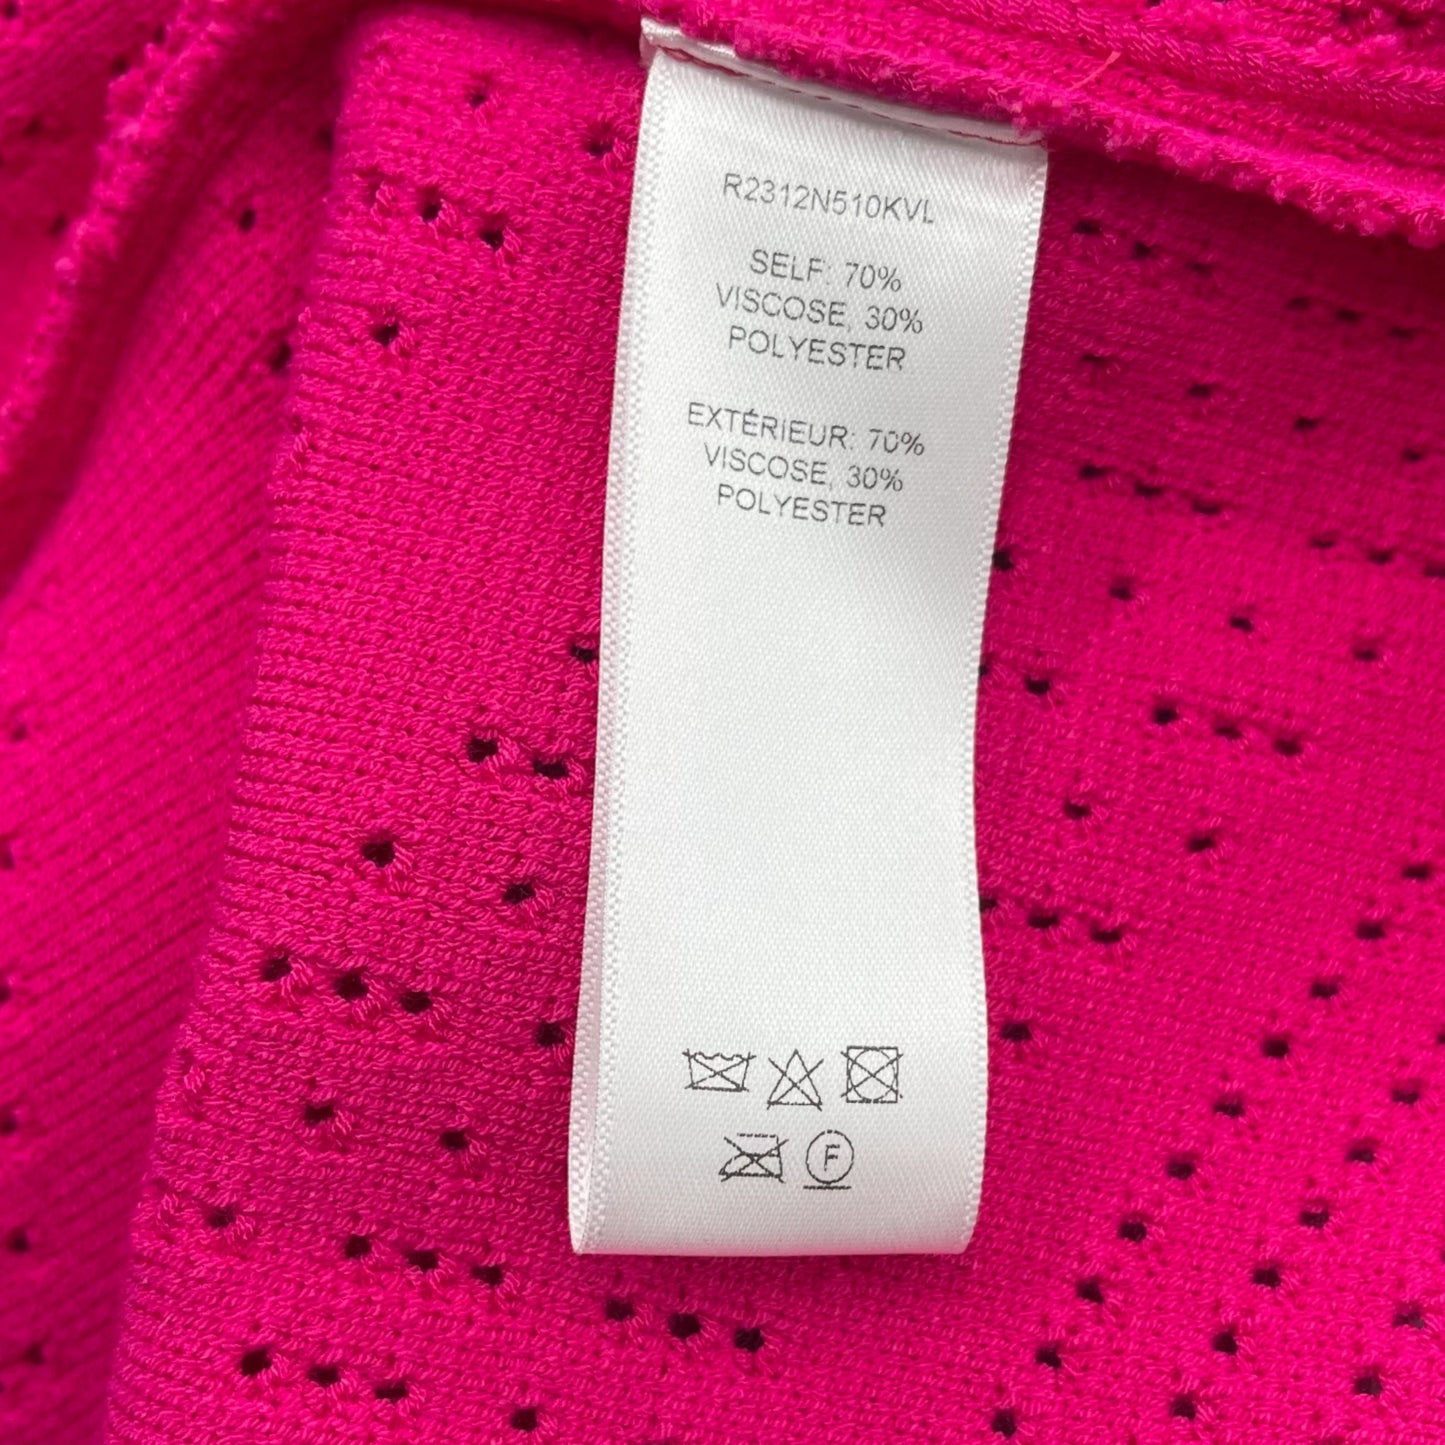 R2312N510KVL
SELF: 70%
VISCOSE, 30%
POLYESTER
EXTÉRIEUR: 70%
VISCOSE, 30%
POLYESTER
F